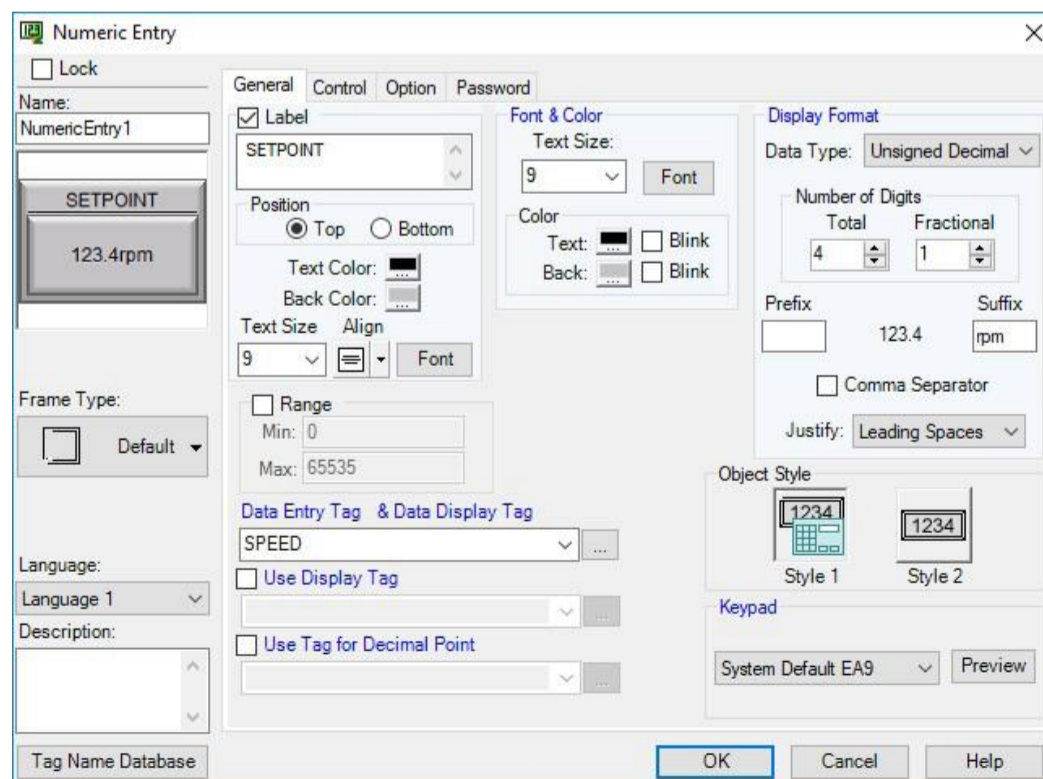 Numeric Entry
Lock
Name:
NumericEntry1
SETPOINT
123.4rpm
Frame Type:
Default
Language:
Language 1
Description:
Tag Name Database
General Control Option Password
Label
SETPOINT
Position
Top Bottom
Text Color: ...
Back Color: ...
Text Size Align
9 Font
Range
Min: 0
Max: 65535
Data Entry Tag & Data Display Tag
SPEED ...
Use Display Tag
...
Use Tag for Decimal Point
...
Font & Color
Text Size:
9 Font
Color
Text: ... Blink
Back: ... Blink
Display Format
Data Type: Unsigned Decimal
Number of Digits
Total Fractional
4 1
Prefix Suffix
123.4 rpm
Comma Separator
Justify: Leading Spaces
Object Style
1234 1234
Style 1 Style 2
Keypad
System Default EA9 Preview
OK Cancel Help